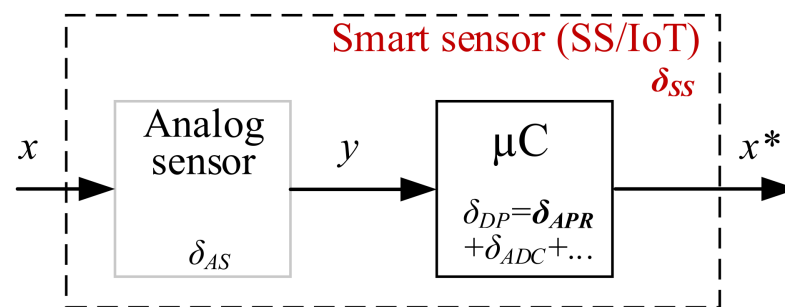 Smart sensor (SS/IoT)
δSS
Analog
sensor
δAS
x
y
μC
δDP=δAPR
+δADC+...
x*